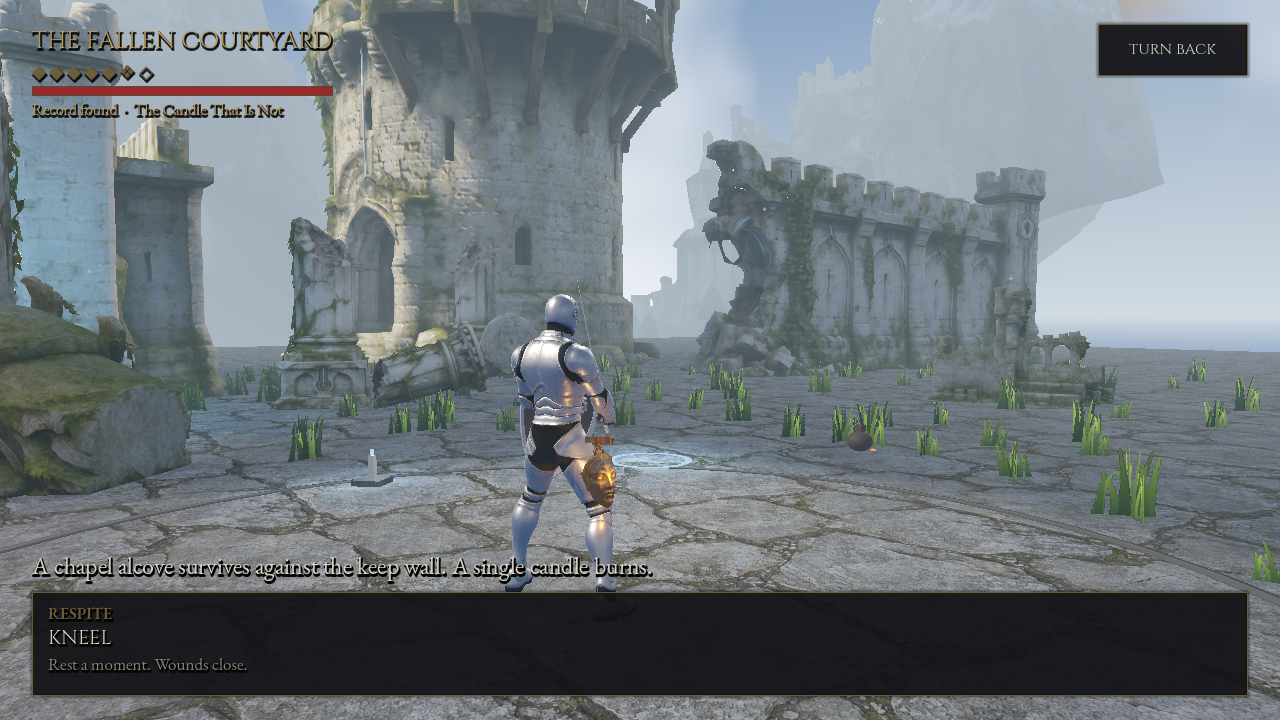 THE FALLEN COURTYARD
TURN BACK
Record found · The Candle That Is Not
A chapel alcove survives against the keep wall. A single candle burns.
RESPITE
KNEEL
Rest a moment. Wounds close.